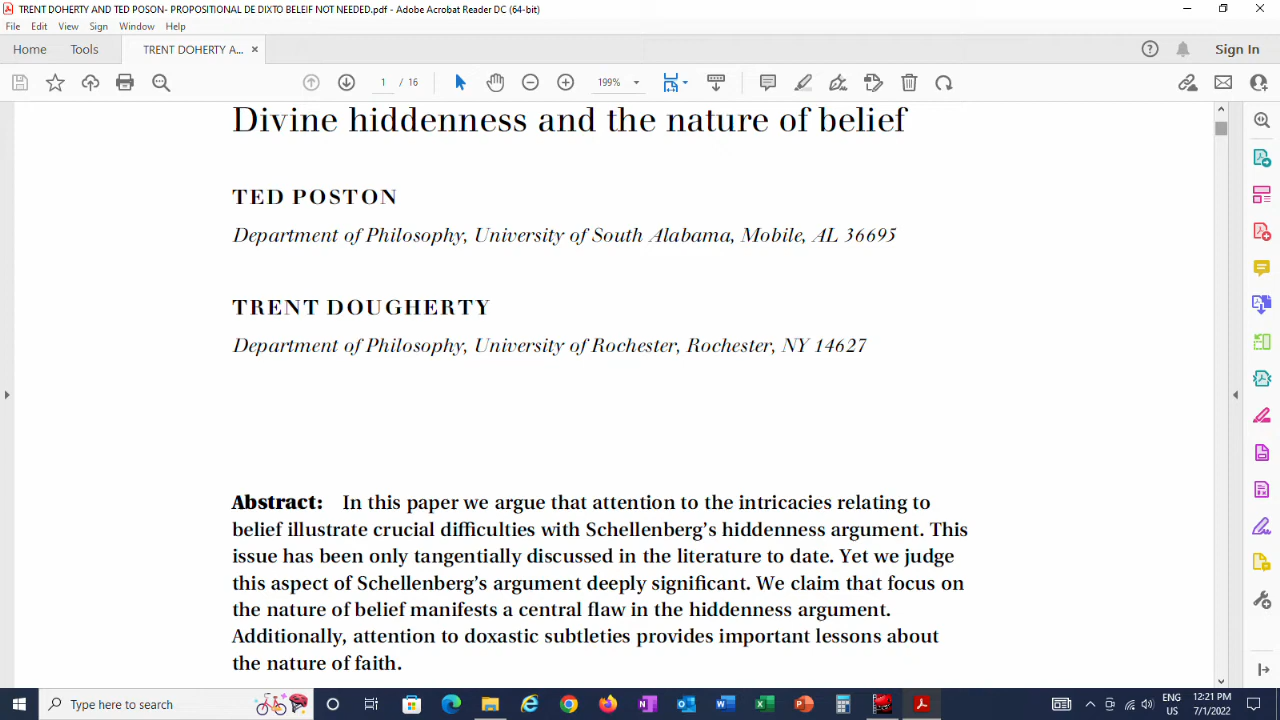 TRENT DOHERTY AND TED POSON- PROPOSITIONAL DE DIXTO BELEIF NOT NEEDED.pdf - Adobe Acrobat Reader DC (64-bit)
File Edit View Sign Window Help
Home Tools TRENT DOHERTY A... × Sign In
1 / 16 199%
Divine hiddenness and the nature of belief
TED POSTON
Department of Philosophy, University of South Alabama, Mobile, AL 36695
TRENT DOUGHERTY
Department of Philosophy, University of Rochester, Rochester, NY 14627
Abstract: In this paper we argue that attention to the intricacies relating to
belief illustrate crucial difficulties with Schellenberg's hiddenness argument. This
issue has been only tangentially discussed in the literature to date. Yet we judge
this aspect of Schellenberg's argument deeply significant. We claim that focus on
the nature of belief manifests a central flaw in the hiddenness argument.
Additionally, attention to doxastic subtleties provides important lessons about
the nature of faith.
Type here to search
ENG 12:21 PM
US 7/1/2022